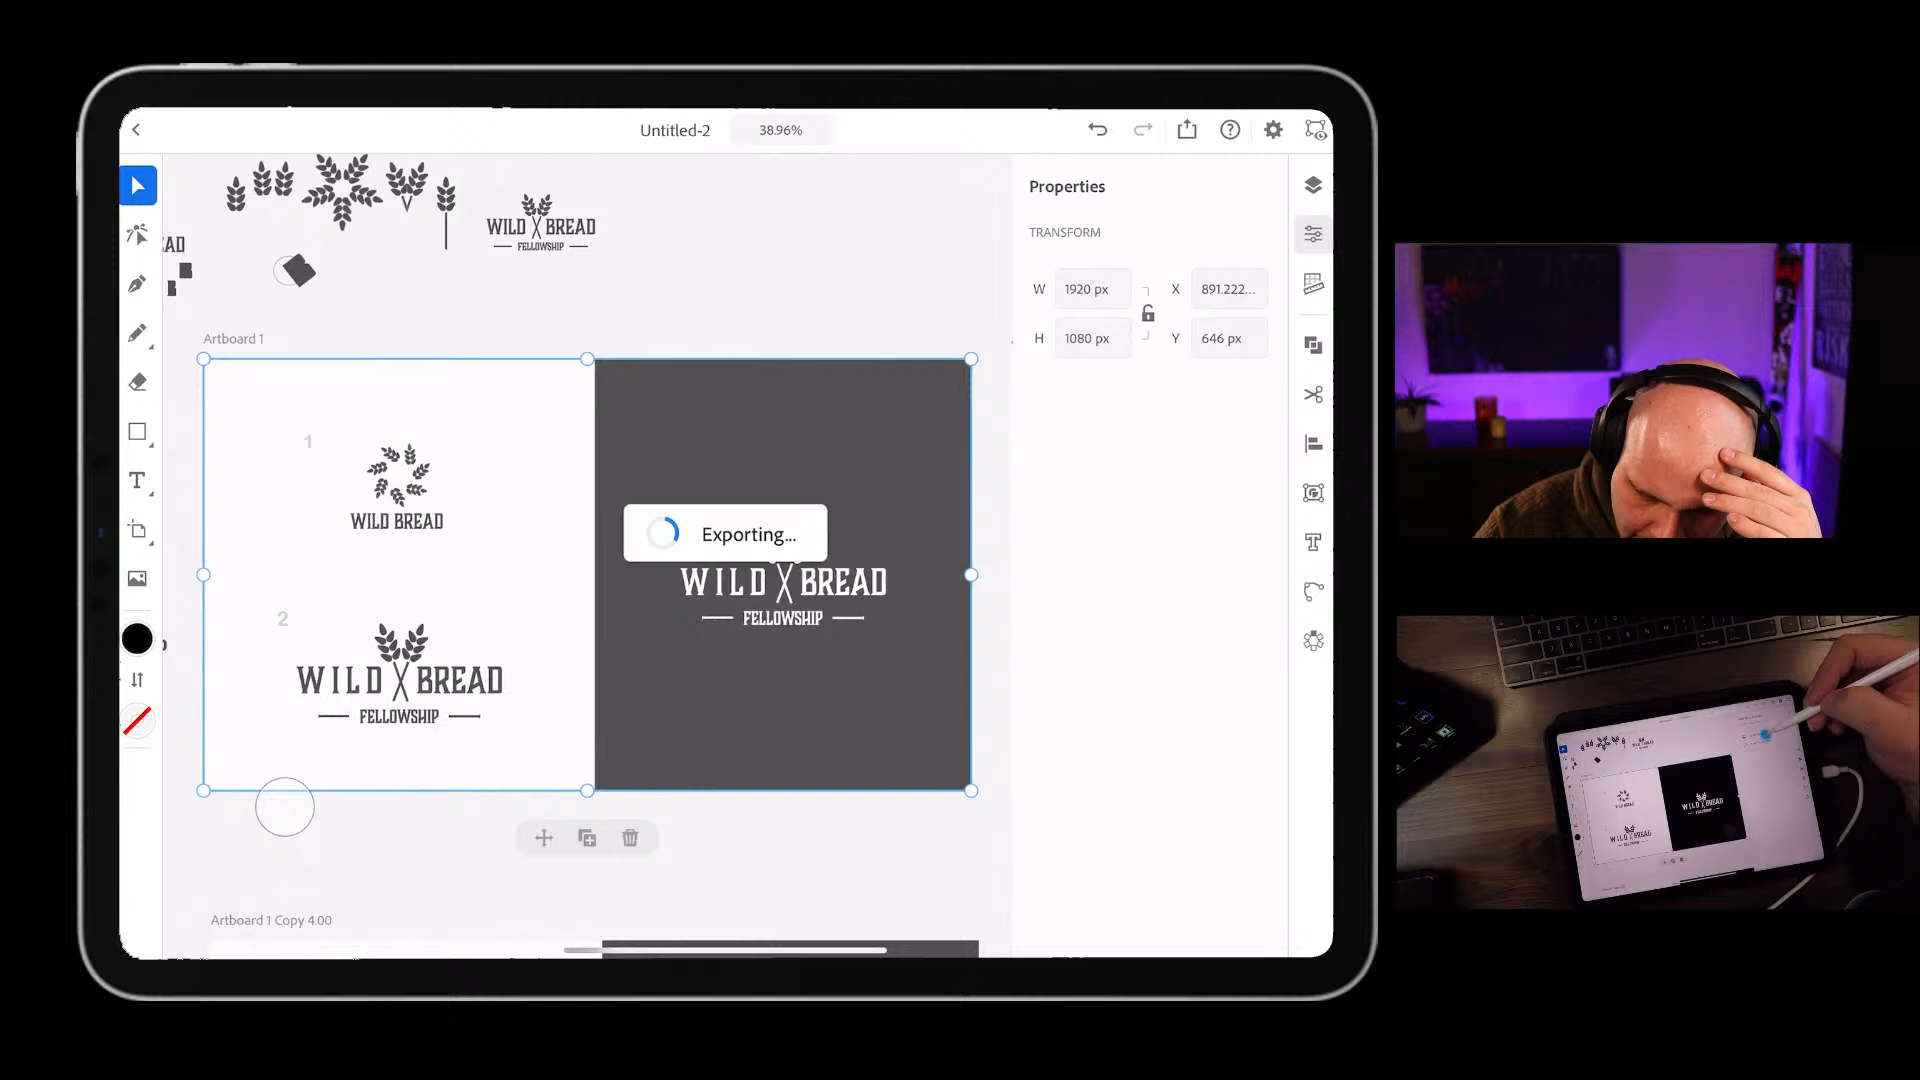 Untitled-2
38.96%
WILD BREAD
FELLOWSHIP
AD
B
B
Properties
TRANSFORM
W
1920 px
X
891.222...
H
1080 px
Y
646 px
Artboard 1
1
WILD BREAD
2
WILD BREAD
FELLOWSHIP
Exporting...
WILD BREAD
FELLOWSHIP
Artboard 1 Copy 4.00